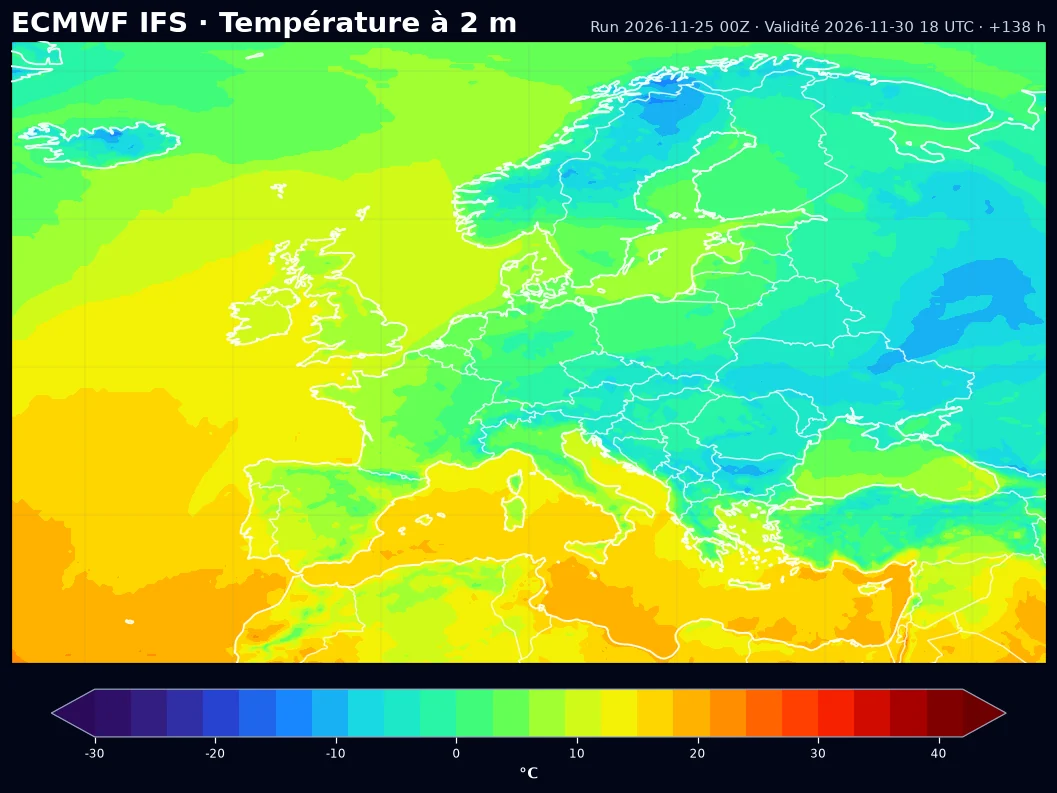 ECMWF IFS · Température à 2 m
Run 2026-11-25 00Z · Validité 2026-11-30 18 UTC · +138 h
-30 -20 -10 0 10 20 30 40
°C